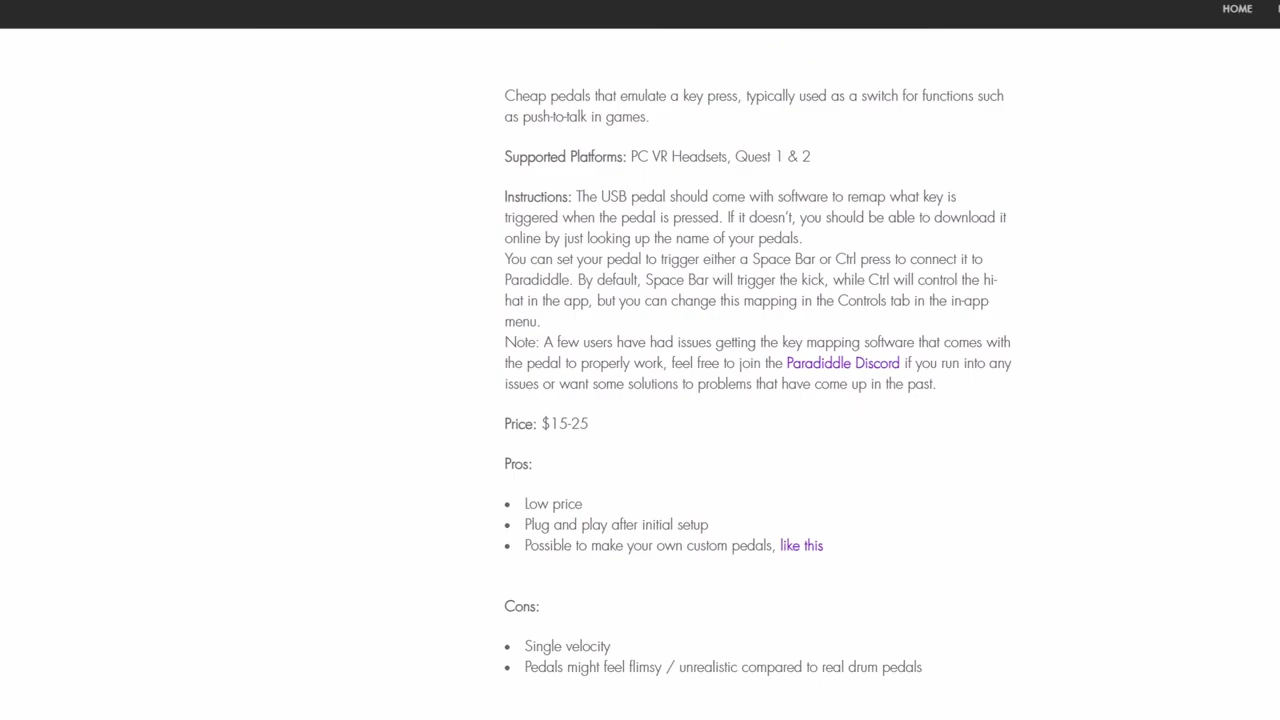 HOME
Cheap pedals that emulate a key press, typically used as a switch for functions such
as push-to-talk in games.
Supported Platforms: PC VR Headsets, Quest 1 & 2
Instructions: The USB pedal should come with software to remap what key is
triggered when the pedal is pressed. If it doesn't, you should be able to download it
online by just looking up the name of your pedals.
You can set your pedal to trigger either a Space Bar or Ctrl press to connect it to
Paradiddle. By default, Space Bar will trigger the kick, while Ctrl will control the hi-
hat in the app, but you can change this mapping in the Controls tab in the in-app
menu.
Note: A few users have had issues getting the key mapping software that comes with
the pedal to properly work, feel free to join the Paradiddle Discord if you run into any
issues or want some solutions to problems that have come up in the past.
Price: $15-25
Pros:
• Low price
• Plug and play after initial setup
• Possible to make your own custom pedals, like this
Cons:
• Single velocity
• Pedals might feel flimsy / unrealistic compared to real drum pedals